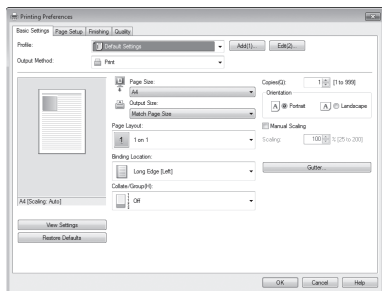 Printing Preferences
Basic Settings Page Setup Finishing Quality
Profile: Default Settings Add(1)... Edit(2)...
Output Method: Print
Page Size:
A4
Output Size:
Match Page Size
Copies(Q): 1 [1 to 999]
Orientation
A Portrait A Landscape
Page Layout:
1 1 on 1
Manual Scaling
Scaling: 100 % [25 to 200]
Binding Location:
Long Edge [Left]
Gutter...
Collate/Group(H):
Off
A4 [Scaling: Auto]
View Settings
Restore Defaults
OK Cancel Help